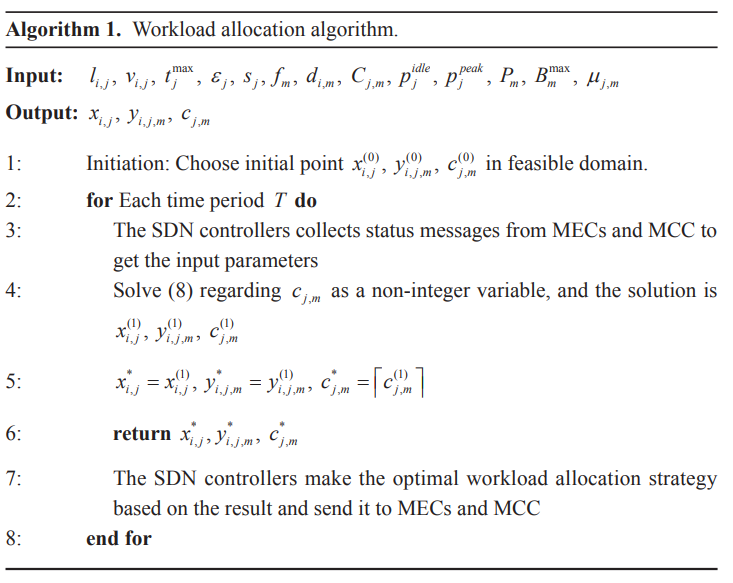 Algorithm 1. Workload allocation algorithm.
Input: l_{i,j}, v_{i,j}, t_j^{max}, ε_j, s_j, f_m, d_{i,m}, C_{j,m}, p_j^{idle}, p_j^{peak}, P_m, B_m^{max}, μ_{j,m}
Output: x_{i,j}, y_{i,j,m}, c_{j,m}
1: Initiation: Choose initial point x_{i,j}^{(0)}, y_{i,j,m}^{(0)}, c_{j,m}^{(0)} in feasible domain.
2: for Each time period T do
3: The SDN controllers collects status messages from MECs and MCC to
get the input parameters
4: Solve (8) regarding c_{j,m} as a non-integer variable, and the solution is
x_{i,j}^{(1)}, y_{i,j,m}^{(1)}, c_{j,m}^{(1)}
5: x_{i,j}^* = x_{i,j}^{(1)}, y_{i,j,m}^* = y_{i,j,m}^{(1)}, c_{j,m}^* = ⌈c_{j,m}^{(1)}⌉
6: return x_{i,j}^*, y_{i,j,m}^*, c_{j,m}^*
7: The SDN controllers make the optimal workload allocation strategy
based on the result and send it to MECs and MCC
8: end for